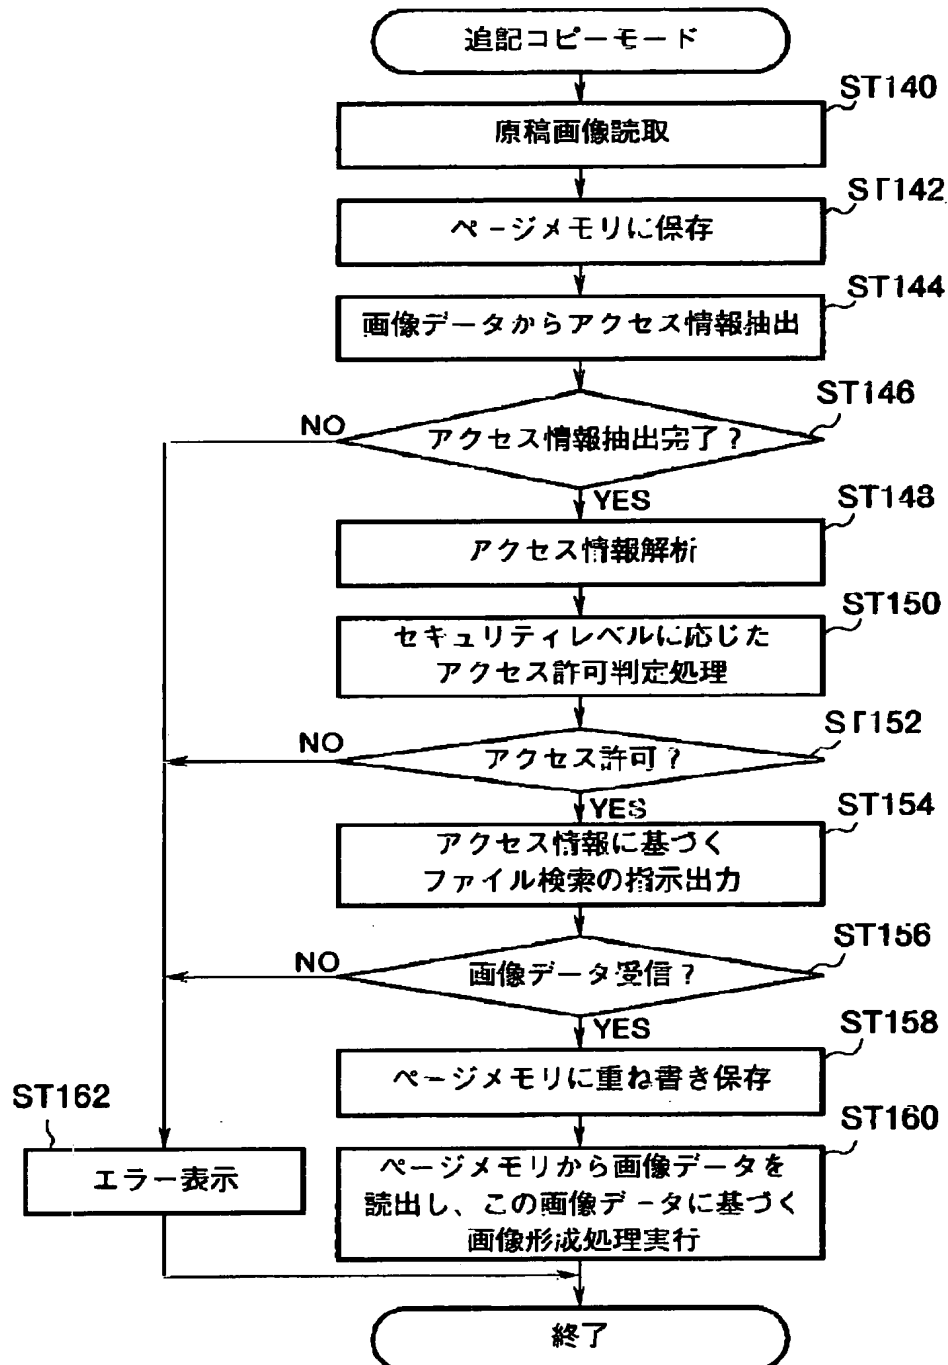 追記コピーモード
ST140
原稿画像読取
ST142
ページメモリに保存
ST144
画像データからアクセス情報抽出
ST146
NO
アクセス情報抽出完了?
YES
ST148
アクセス情報解析
ST150
セキュリティレベルに応じた
アクセス許可判定処理
ST152
NO
アクセス許可?
YES
ST154
アクセス情報に基づく
ファイル検索の指示出力
ST156
NO
画像データ受信?
YES
ST158
ページメモリに重ね書き保存
ST162
ST160
エラー表示
ページメモリから画像データを
読出し、この画像データに基づく
画像形成処理実行
終了